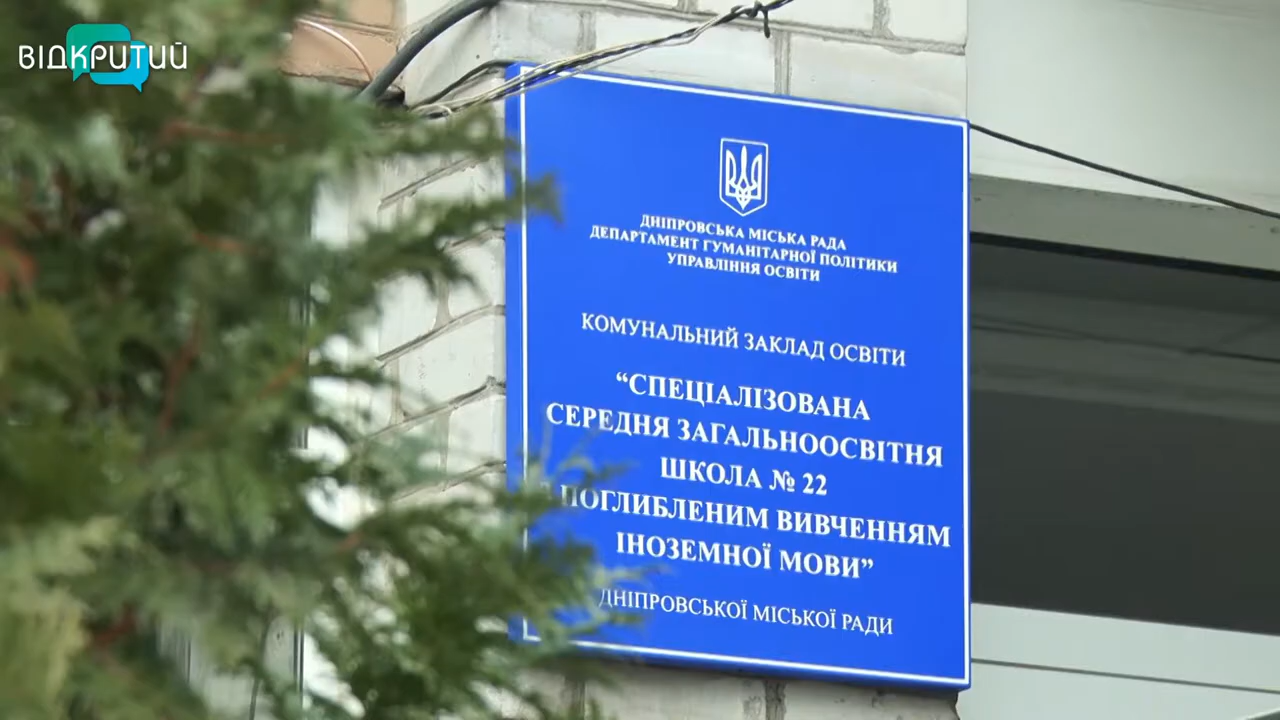 ВІДКРИТИЙ
ДНІПРОВСЬКА МІСЬКА РАДА
ДЕПАРТАМЕНТ ГУМАНІТАРНОЇ ПОЛІТИКИ
УПРАВЛІННЯ ОСВІТИ
КОМУНАЛЬНИЙ ЗАКЛАД ОСВІТИ
“СПЕЦІАЛІЗОВАНА
СЕРЕДНЯ ЗАГАЛЬНООСВІТНЯ
ШКОЛА № 22
ПОГЛИБЛЕНИМ ВИВЧЕННЯМ
ІНОЗЕМНОЇ МОВИ”
ДНІПРОВСЬКОЇ МІСЬКОЇ РАДИ